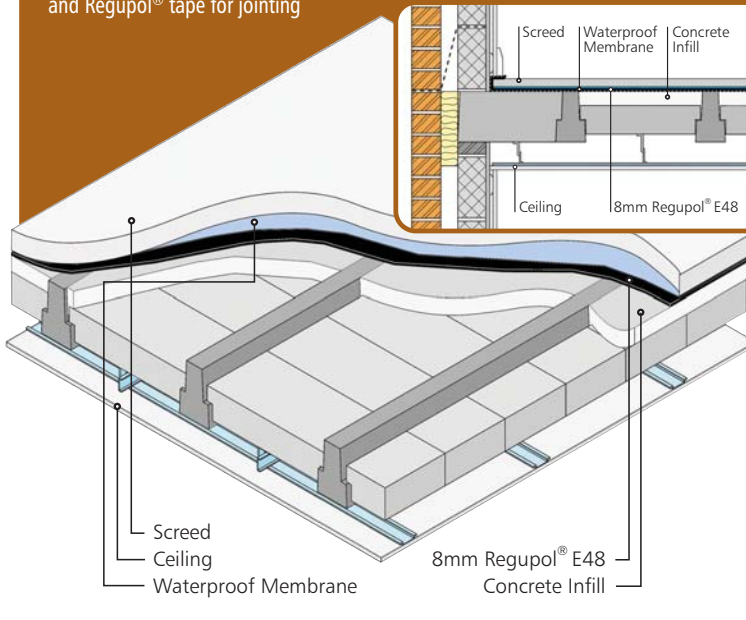 and Regupol® tape for jointing
Screed
Waterproof
Membrane
Concrete
Infill
Ceiling
8mm Regupol® E48
Screed
Ceiling
Waterproof Membrane
8mm Regupol® E48
Concrete Infill